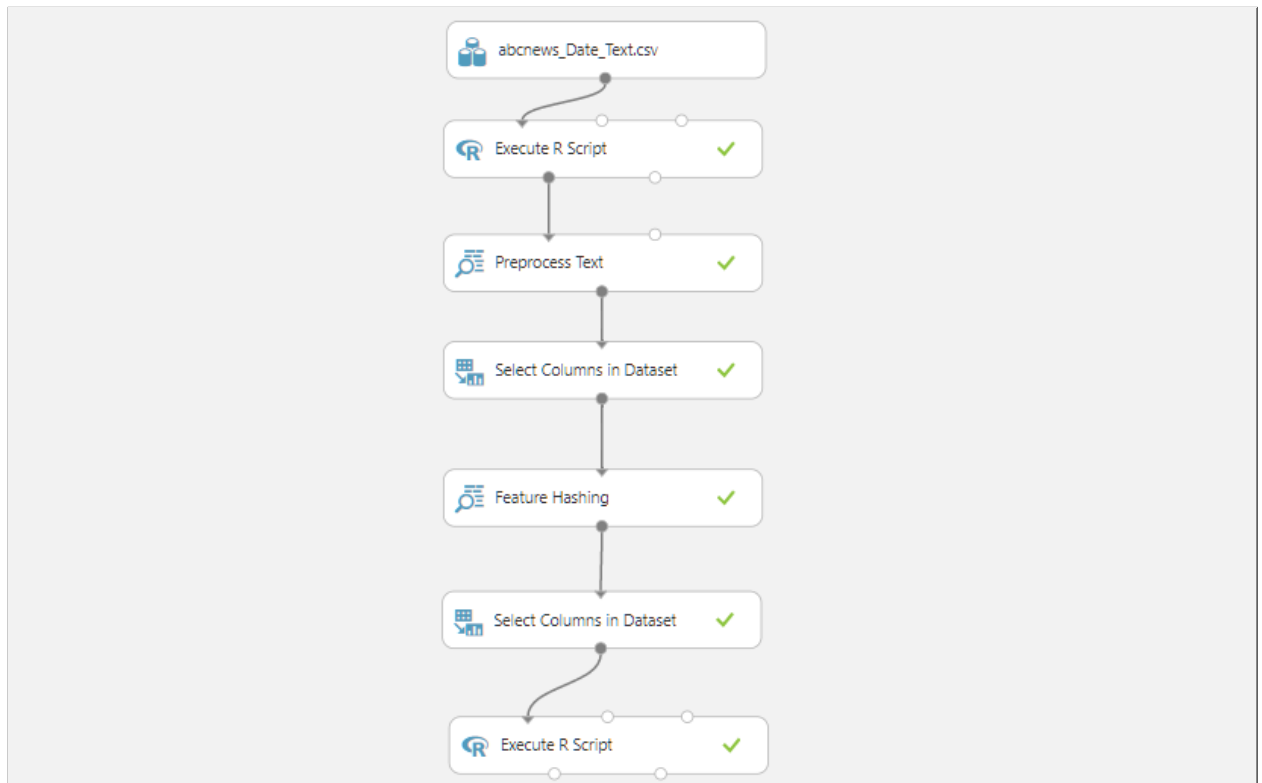 abcnews_Date_Text.csv
Execute R Script
Preprocess Text
Select Columns in Dataset
Feature Hashing
Select Columns in Dataset
Execute R Script